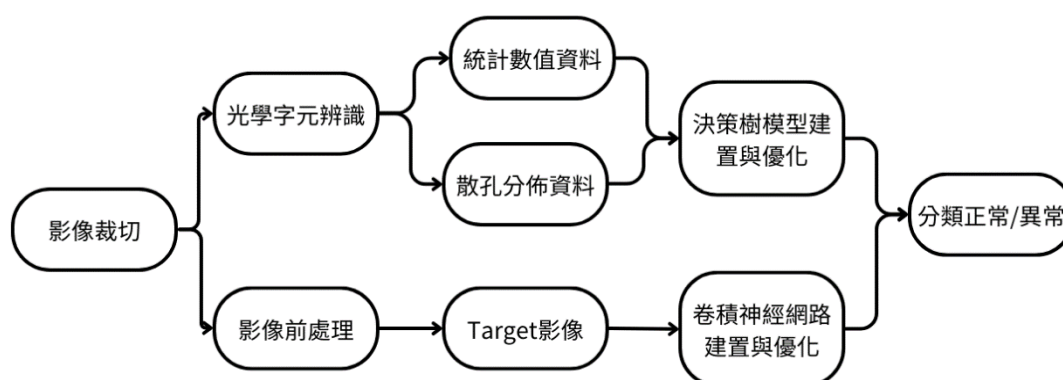 統計數值資料
光學字元辨識
決策樹模型建
置與優化
散孔分佈資料
影像裁切
分類正常/異常
影像前處理
Target影像
卷積神經網路
建置與優化